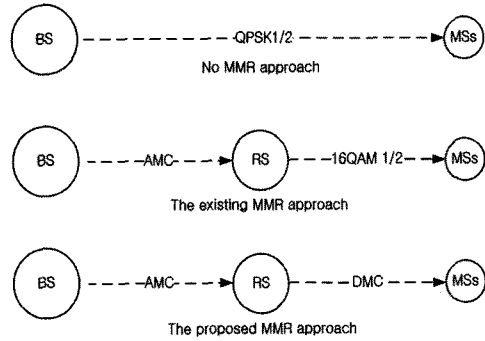 BS QPSK1/2 MSs
No MMR approach
BS AMC RS 16QAM 1/2 MSs
The existing MMR approach
BS AMC RS DMC MSs
The proposed MMR approach